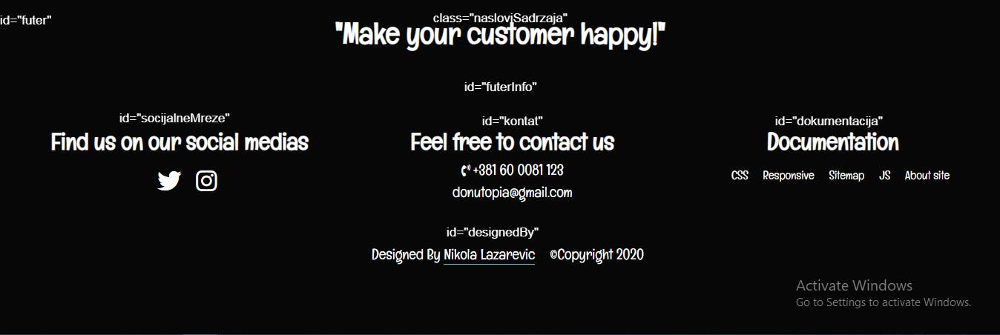 id="futer"
class="nasloviSadrzaja"
"Make your customer happy!"
id="futerInfo"
id="socijalneMreze"
Find us on our social medias
id="kontat"
Feel free to contact us
+381 60 0081 123
donutopia@gmail.com
id="dokumentacija"
Documentation
CSS Responsive Sitemap JS About site
id="designedBy"
Designed By Nikola Lazarevic ©Copyright 2020
Activate Windows
Go to Settings to activate Windows.